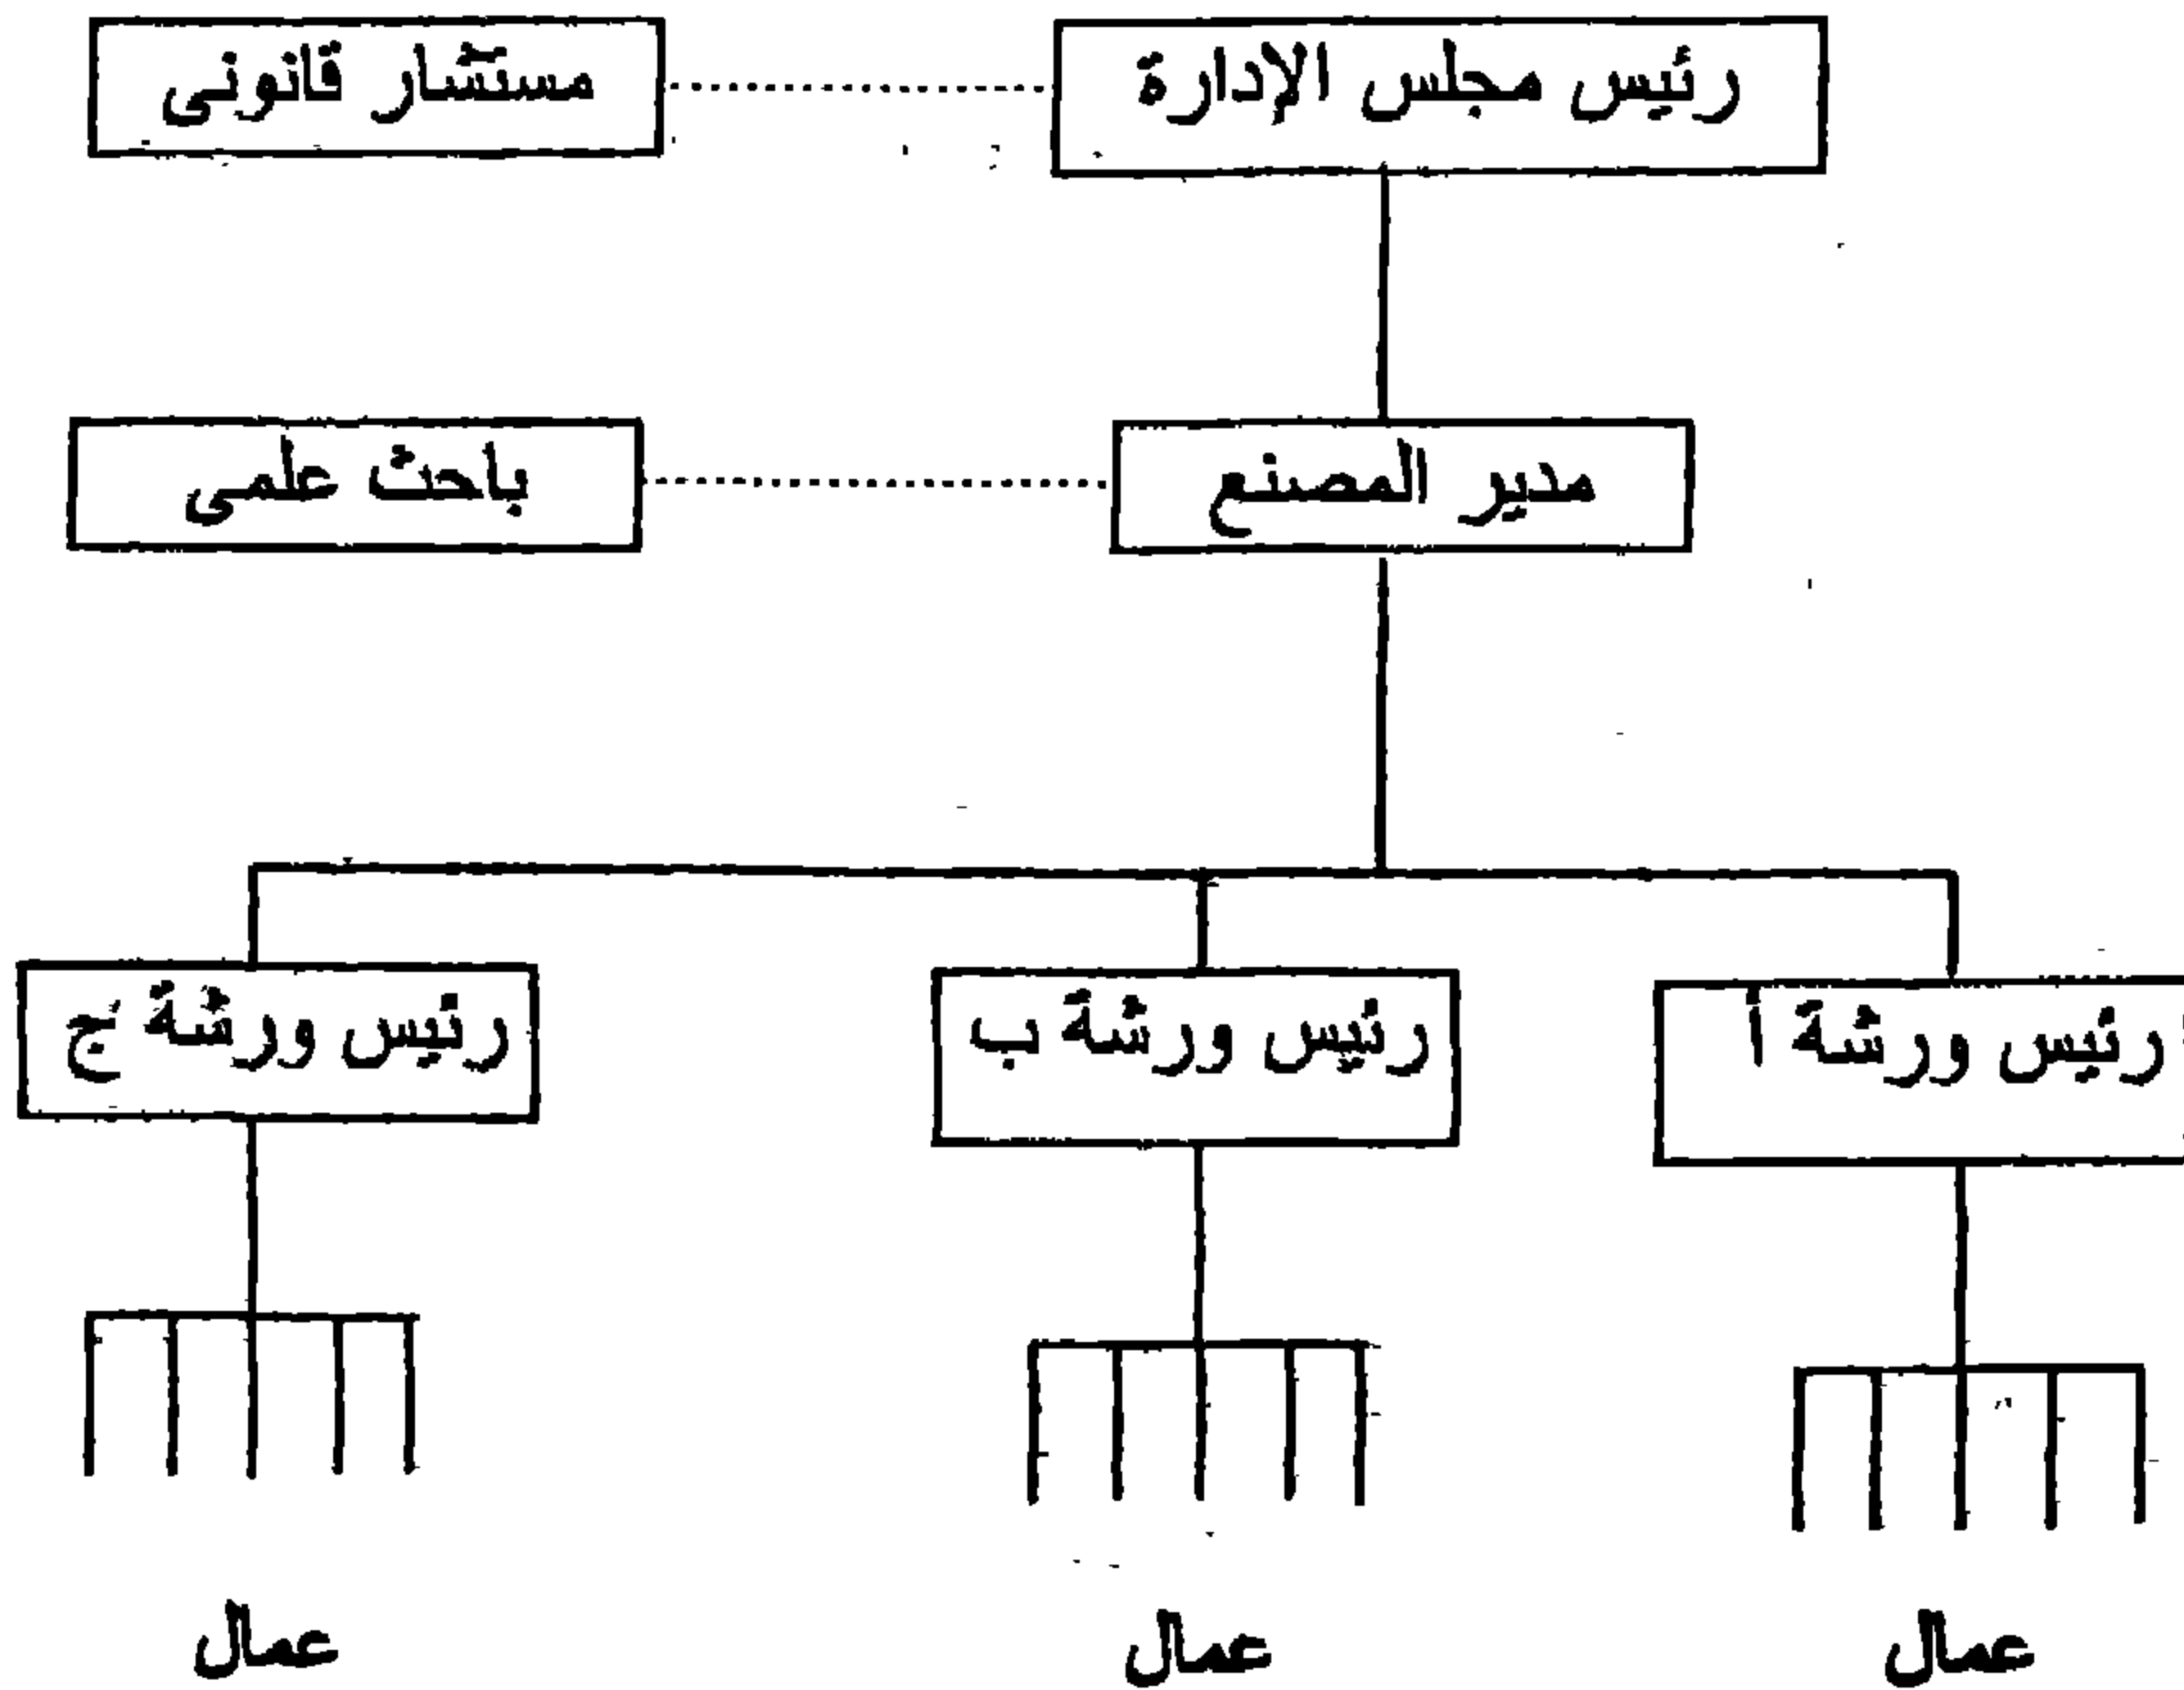 رئيس مجلس الإدارة
مستشار قانونى
مدير المصنع
باحث علمى
رئيس ورشة أ
رئيس ورشة ب
رئيس ورشة ج
عمال
عمال
عمال